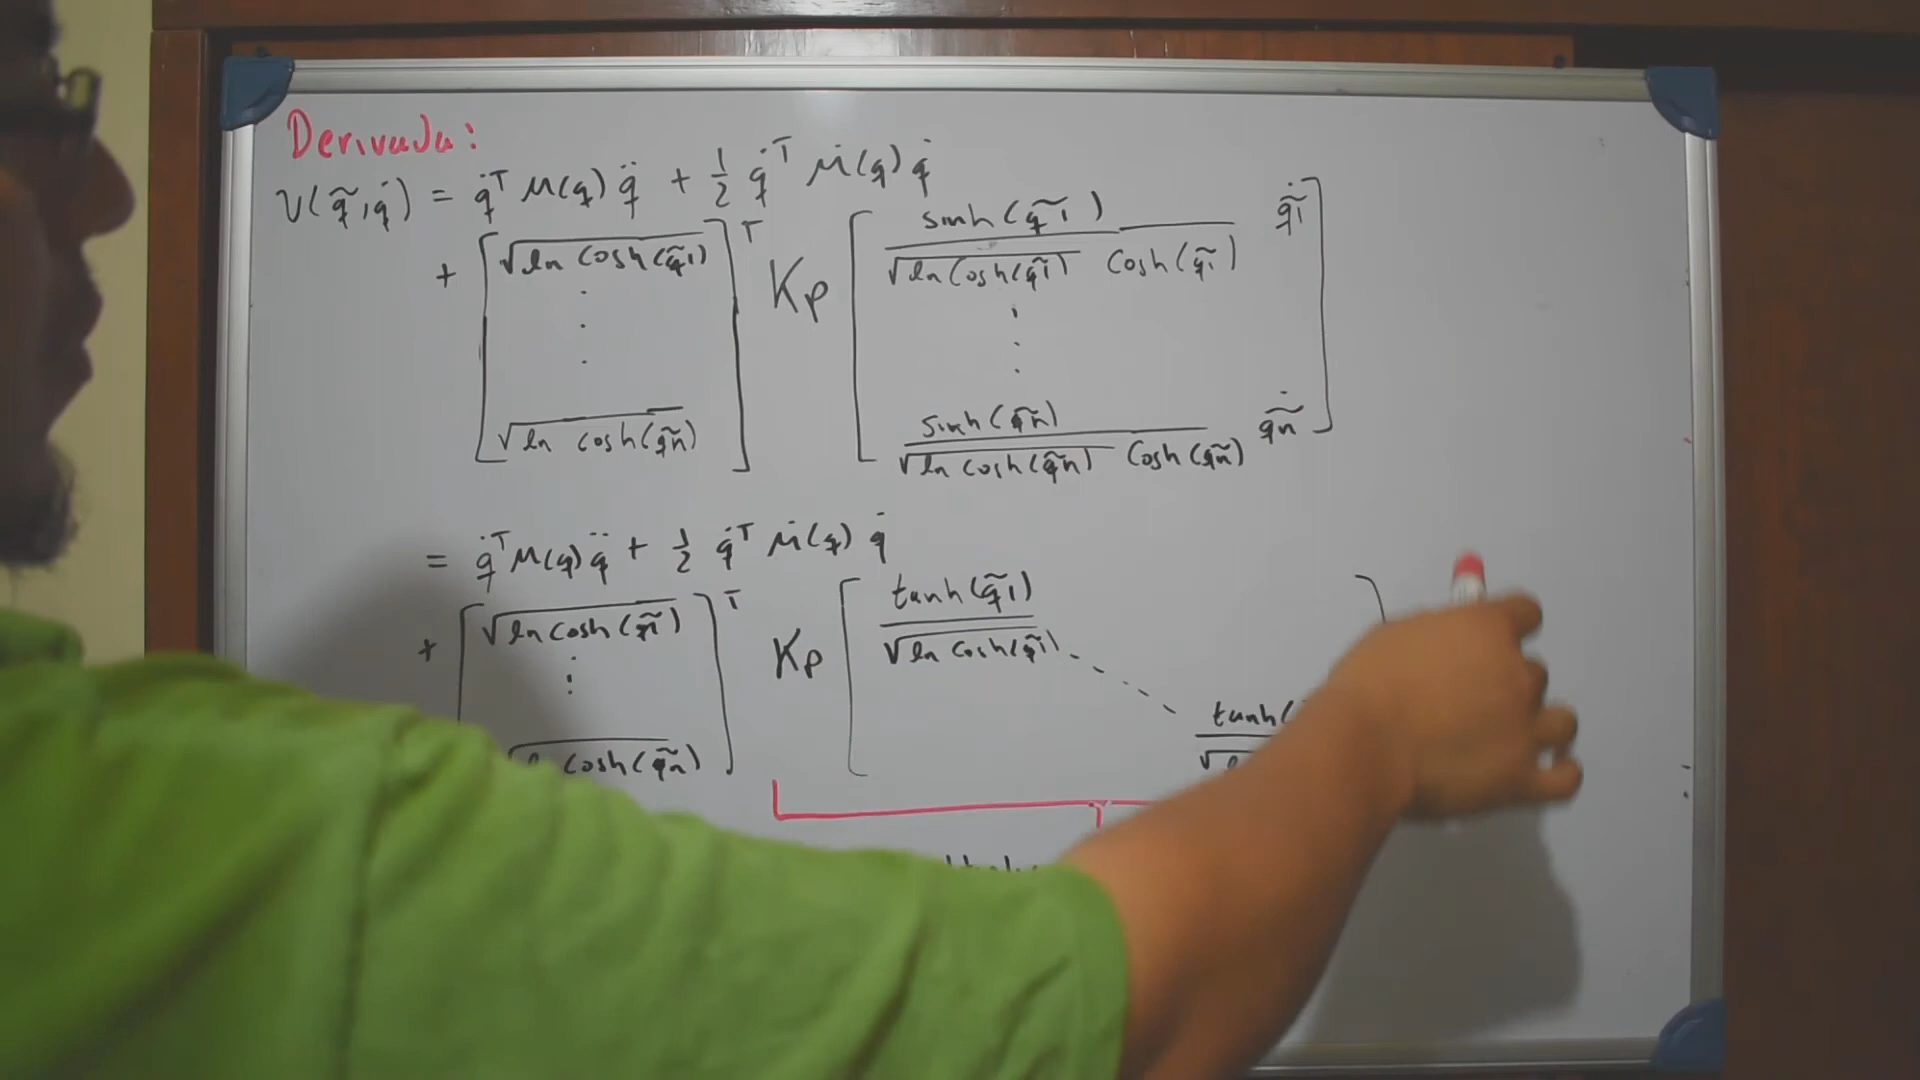 Derivada:
V(q̃, q̇) = q̇ᵀ M(q) q̈ + 1/2 q̇ᵀ Ṁ(q) q̇
+ [ √ln cosh(q̃1) ⋮ √ln cosh(q̃n) ]ᵀ Kp [ sinh(q̃1) / √ln cosh(q̃1) cosh(q̃1) q̃̇1 ⋮ sinh(q̃n) / √ln cosh(q̃n) cosh(q̃n) q̃̇n ]
= q̇ᵀ M(q) q̈ + 1/2 q̇ᵀ Ṁ(q) q̇
+ [ √ln cosh(q̃1) ⋮ cosh(q̃n) ]ᵀ Kp [ tanh(q̃1) / √ln cosh(q̃1) ⋱ tanh( / √